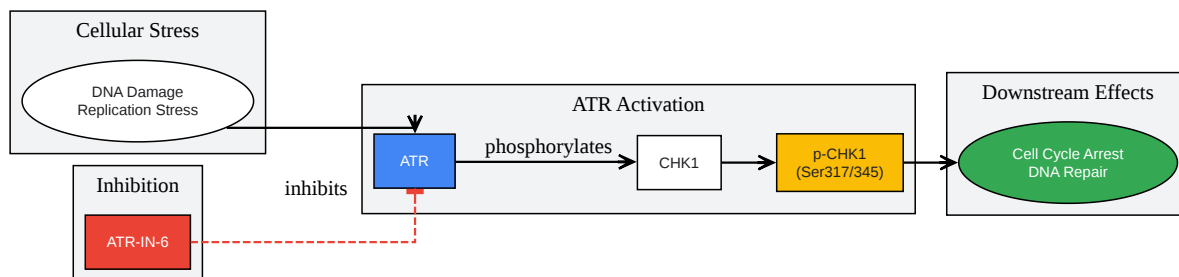 Cellular Stress
DNA Damage
Replication Stress
Inhibition
ATR-IN-6
inhibits
ATR Activation
ATR
phosphorylates
CHK1
p-CHK1
(Ser317/345)
Downstream Effects
Cell Cycle Arrest
DNA Repair